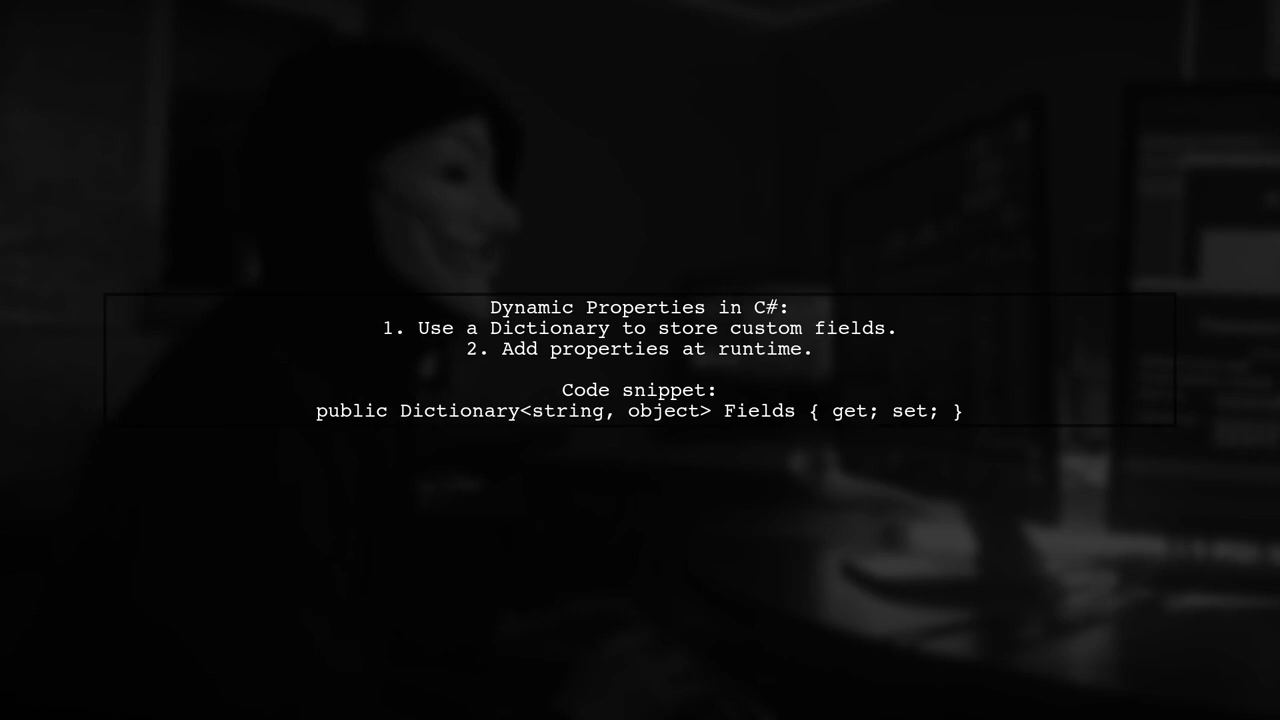 Dynamic Properties in C#:
1. Use a Dictionary to store custom fields.
2. Add properties at runtime.
Code snippet:
public Dictionary<string, object> Fields { get; set; }